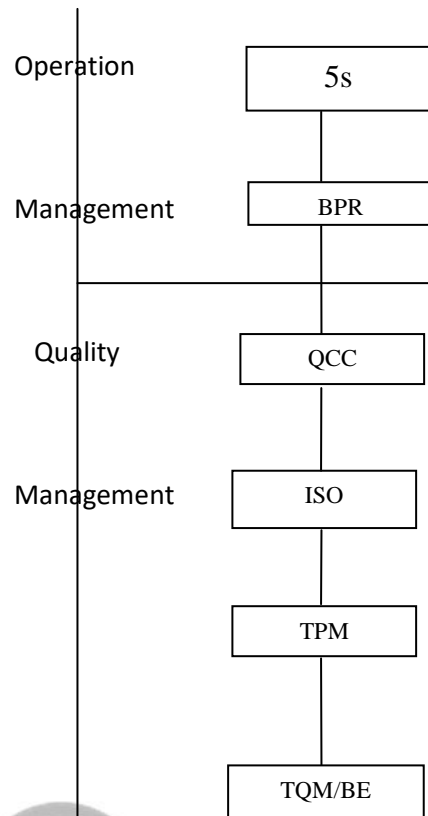 Operation
5s
Management
BPR
Quality
QCC
Management
ISO
TPM
TQM/BE